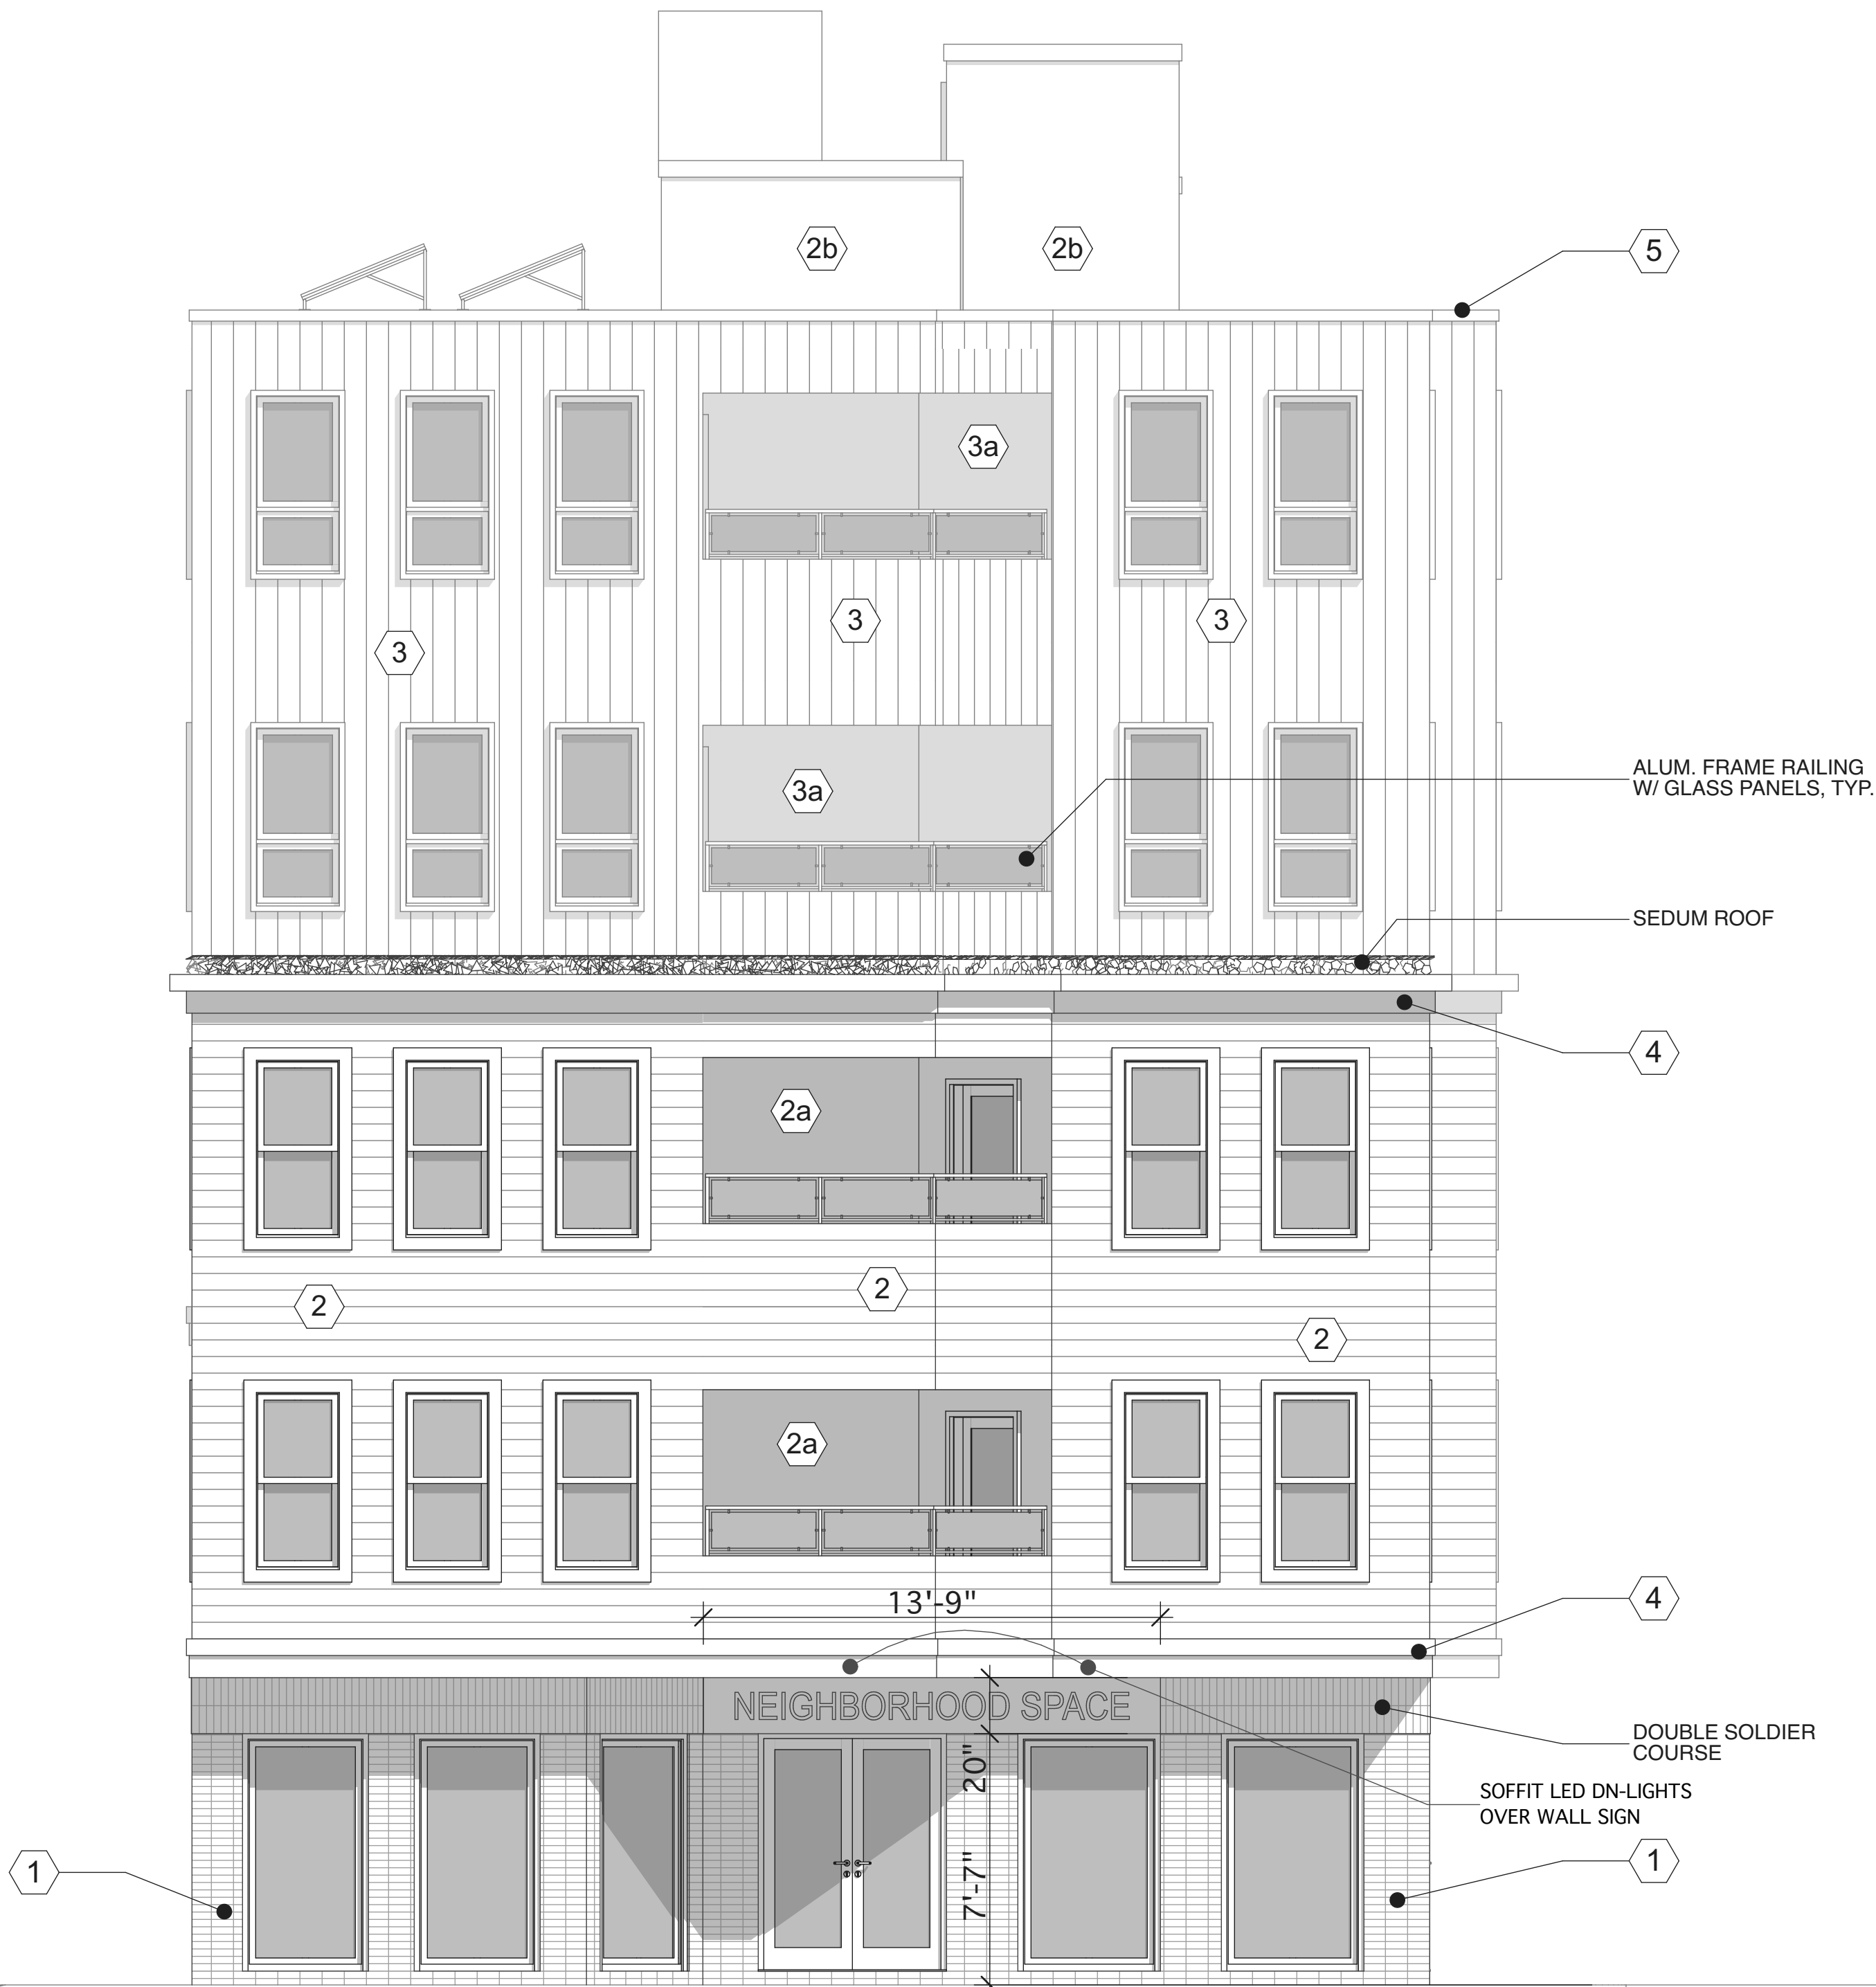 2b
2b
5
3a
3
3
3
ALUM. FRAME RAILING
W/ GLASS PANELS, TYP.
3a
SEDUM ROOF
4
2a
2
2
2
2a
13'-9"
4
NEIGHBORHOOD SPACE
DOUBLE SOLDIER
COURSE
20"
SOFFIT LED DN-LIGHTS
OVER WALL SIGN
1
1
7'-7"